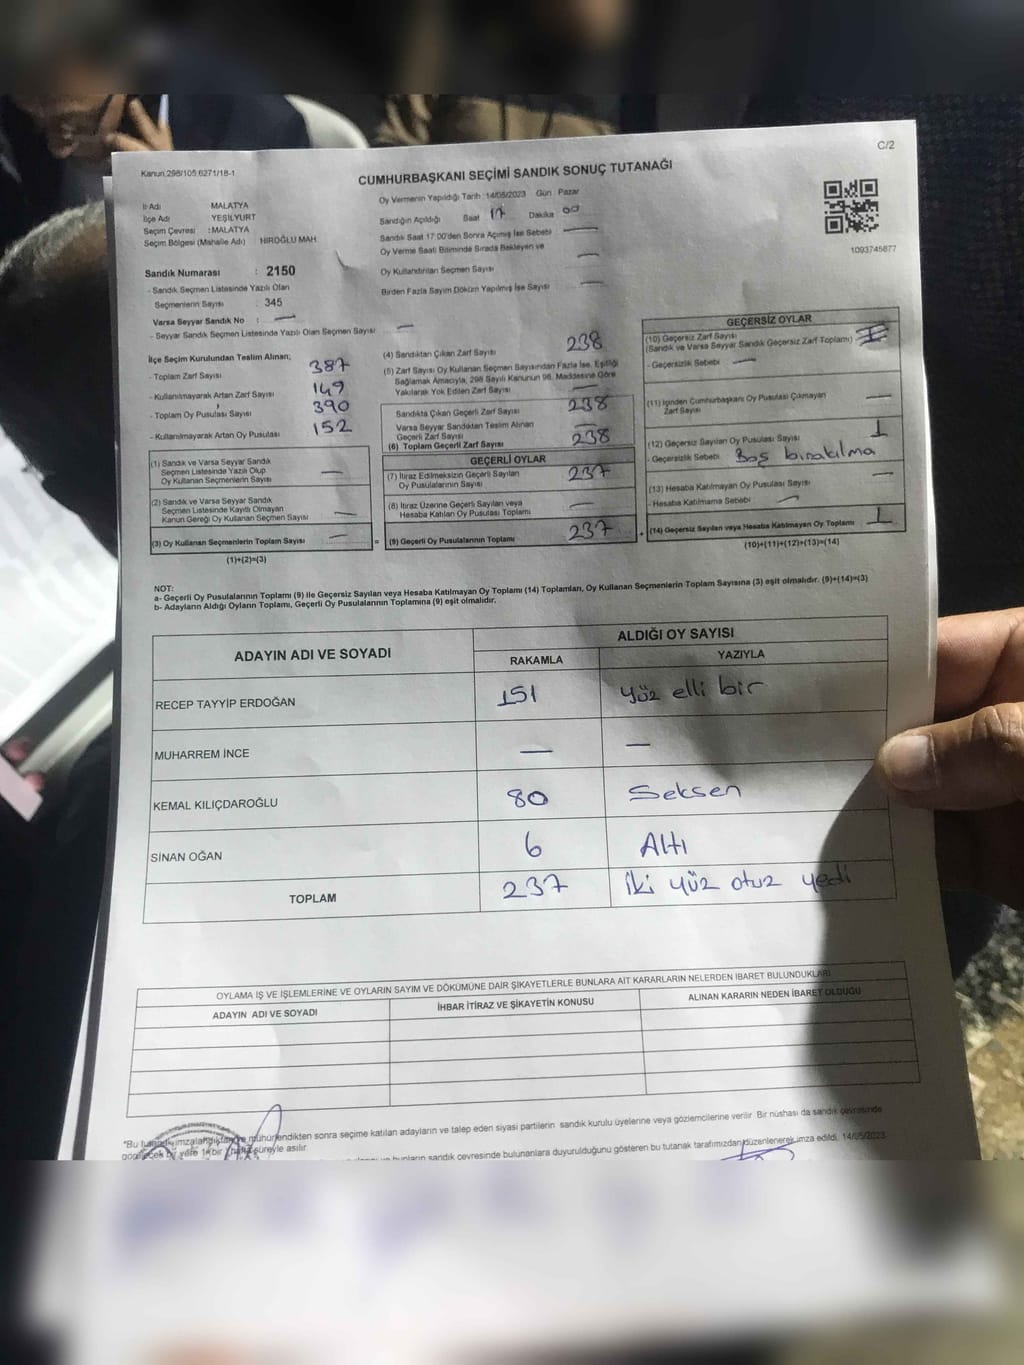 C/2
Kanun:298/105,6271/18-1
CUMHURBAŞKANI SEÇİMİ SANDIK SONUÇ TUTANAĞI
İl Adı MALATYA
İlçe Adı YEŞİLYURT
Seçim Çevresi :MALATYA
Seçim Bölgesi (Mahalle Adı) HIROĞLU MAH.
Oy Vermenin Yapıldığı Tarih :14/05/2023 Gün : Pazar
Sandığın Açıldığı Saat 17 Dakika 00
Sandık Saat 17:00'den Sonra Açılmış İse Sebebi : —
Oy Verme Saati Bitiminde Sırada Bekleyen ve
Oy Kullandırılan Seçmen Sayısı —
Birden Fazla Sayım Döküm Yapılmış İse Sayısı —
1093745877
Sandık Numarası : 2150
- Sandık Seçmen Listesinde Yazılı Olan
Seçmenlerin Sayısı : 345
Varsa Seyyar Sandık No : —
- Seyyar Sandık Seçmen Listesinde Yazılı Olan Seçmen Sayısı : —
İlçe Seçim Kurulundan Teslim Alınan;
- Toplam Zarf Sayısı 387
- Kullanılmayarak Artan Zarf Sayısı 149
- Toplam Oy Pusulası Sayısı 390
- Kullanılmayarak Artan Oy Pusulası 152
(1) Sandık ve Varsa Seyyar Sandık
Seçmen Listesinde Yazılı Olup
Oy Kullanan Seçmenlerin Sayısı —
(2) Sandık ve Varsa Seyyar Sandık
Seçmen Listesinde Kayıtlı Olmayan
Kanun Gereği Oy Kullanan Seçmen Sayısı —
(3) Oy Kullanan Seçmenlerin Toplam Sayısı —
(1)+(2)=(3)
(4) Sandıktan Çıkan Zarf Sayısı 238
(5) Zarf Sayısı Oy Kullanan Seçmen Sayısından Fazla İse, Eşitliği
Sağlamak Amacıyla, 298 Sayılı Kanunun 98. Maddesine Göre
Yakılarak Yok Edilen Zarf Sayısı —
Sandıkta Çıkan Geçerli Zarf Sayısı 238
Varsa Seyyar Sandıktan Teslim Alınan
Geçerli Zarf Sayısı —
(6) Toplam Geçerli Zarf Sayısı 238
GEÇERLİ OYLAR
(7) İtiraz Edilmeksizin Geçerli Sayılan
Oy Pusulalarının Sayısı 237
(8) İtiraz Üzerine Geçerli Sayılan veya
Hesaba Katılan Oy Pusulası Toplamı —
= (9) Geçerli Oy Pusulalarının Toplamı 237
GEÇERSİZ OYLAR
(10) Geçersiz Zarf Sayısı
(Sandık ve Varsa Seyyar Sandık Geçersiz Zarf Toplamı)
- Geçersizlik Sebebi —
(11) İçinden Cumhurbaşkanı Oy Pusulası Çıkmayan
Zarf Sayısı —
(12) Geçersiz Sayılan Oy Pusulası Sayısı 1
- Geçersizlik Sebebi Boş bırakılma
(13) Hesaba Katılmayan Oy Pusulası Sayısı —
- Hesaba Katılmama Sebebi —
+ (14) Geçersiz Sayılan veya Hesaba Katılmayan Oy Toplamı 1
(10)+(11)+(12)+(13)=(14)
NOT:
a- Geçerli Oy Pusulalarının Toplamı (9) ile Geçersiz Sayılan veya Hesaba Katılmayan Oy Toplamı (14) Toplamları, Oy Kullanan Seçmenlerin Toplam Sayısına (3) eşit olmalıdır. (9)+(14)=(3)
b- Adayların Aldığı Oyların Toplamı, Geçerli Oy Pusulalarının Toplamına (9) eşit olmalıdır.
ADAYIN ADI VE SOYADI
ALDIĞI OY SAYISI
RAKAMLA YAZIYLA
RECEP TAYYİP ERDOĞAN 151 yüz elli bir
MUHARREM İNCE — —
KEMAL KILIÇDAROĞLU 80 Seksen
SİNAN OĞAN 6 Altı
TOPLAM 237 iki yüz otuz yedi
OYLAMA İŞ VE İŞLEMLERİNE VE OYLARIN SAYIM VE DÖKÜMÜNE DAİR ŞİKAYETLERLE BUNLARA AİT KARARLARIN NELERDEN İBARET BULUNDUKLARI
ADAYIN ADI VE SOYADI İHBAR İTİRAZ VE ŞİKAYETİN KONUSU ALINAN KARARIN NEDEN İBARET OLDUĞU
*Bu mühürlendikten sonra seçime katılan adayların ve talep eden siyasi partilerin sandık kurulu üyelerine veya gözlemcilerine verilir. Bir nüshası da sandık çevresinde
bir yere 1 bir hafta süreyle asılır.
bunların sandık çevresinde bulunanlara duyurulduğunu gösteren bu tutanak tarafımızdan düzenlenerek imza edildi. 14/05/2023